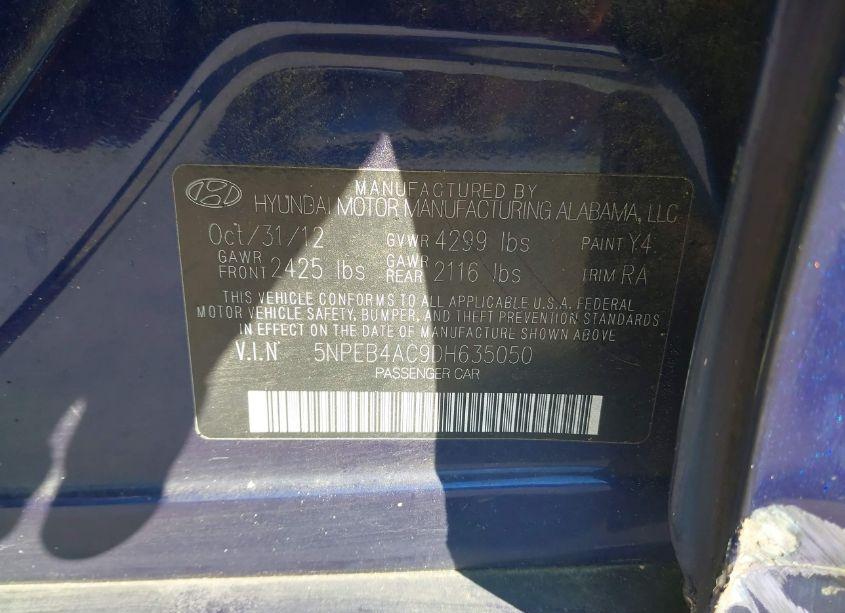 MANUFACTURED BY
HYUNDAI MOTOR MANUFACTURING ALABAMA, LLC
Oct/31/12 GVWR 4299 lbs PAINT Y4
GAWR FRONT 2425 lbs GAWR REAR 2116 lbs TRIM RA
THIS VEHICLE CONFORMS TO ALL APPLICABLE U.S.A. FEDERAL
MOTOR VEHICLE SAFETY, BUMPER, AND THEFT PREVENTION STANDARDS
IN EFFECT ON THE DATE OF MANUFACTURE SHOWN ABOVE
V.I.N 5NPEB4AC9DH635050
PASSENGER CAR